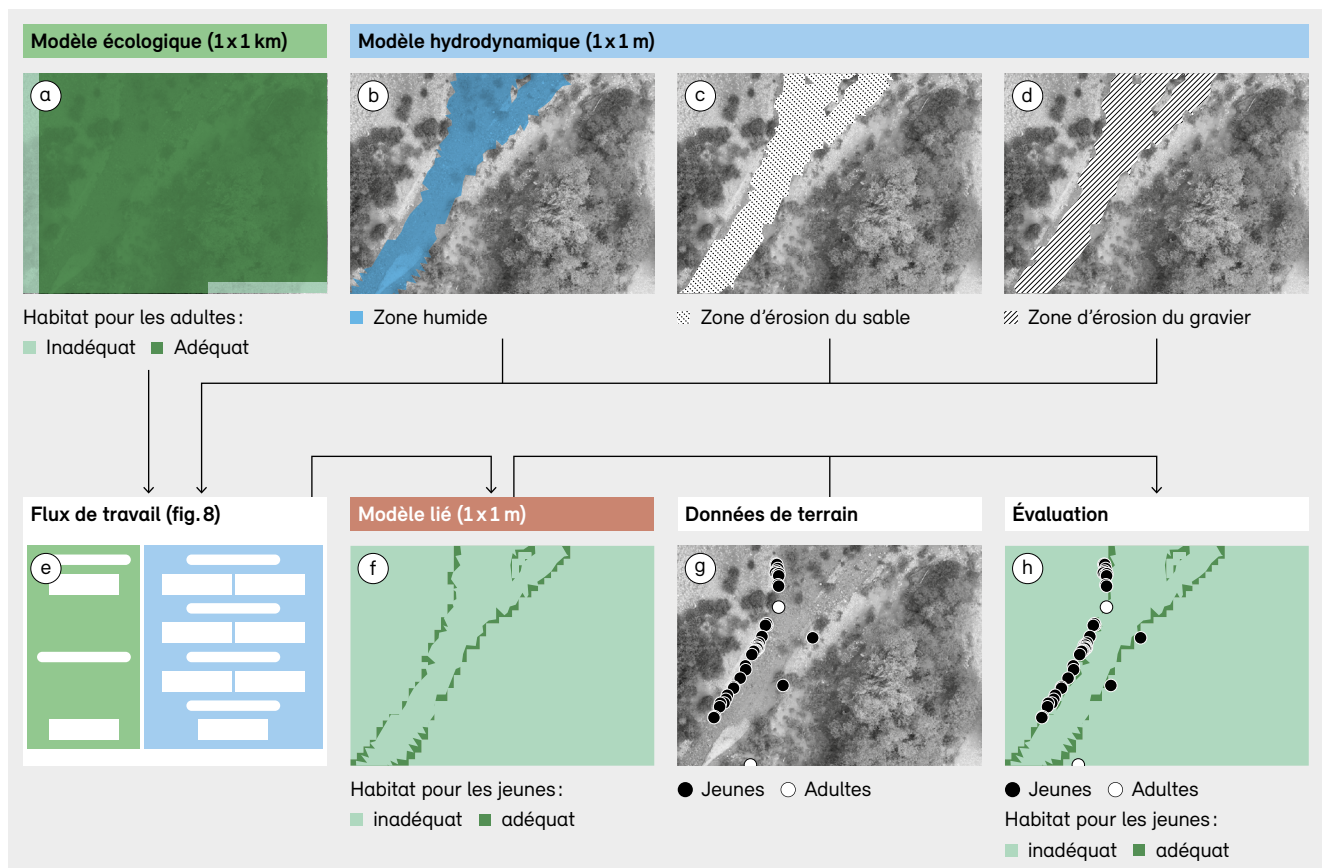 Modèle écologique (1 x 1 km)
Modèle hydrodynamique (1 x 1 m)
a
b
c
d
Habitat pour les adultes :
Inadéquat Adéquat
Zone humide
Zone d'érosion du sable
Zone d'érosion du gravier
Flux de travail (fig. 8)
Modèle lié (1 x 1 m)
Données de terrain
Évaluation
e
f
g
h
Habitat pour les jeunes :
inadéquat adéquat
Jeunes Adultes
Jeunes Adultes
Habitat pour les jeunes :
inadéquat adéquat